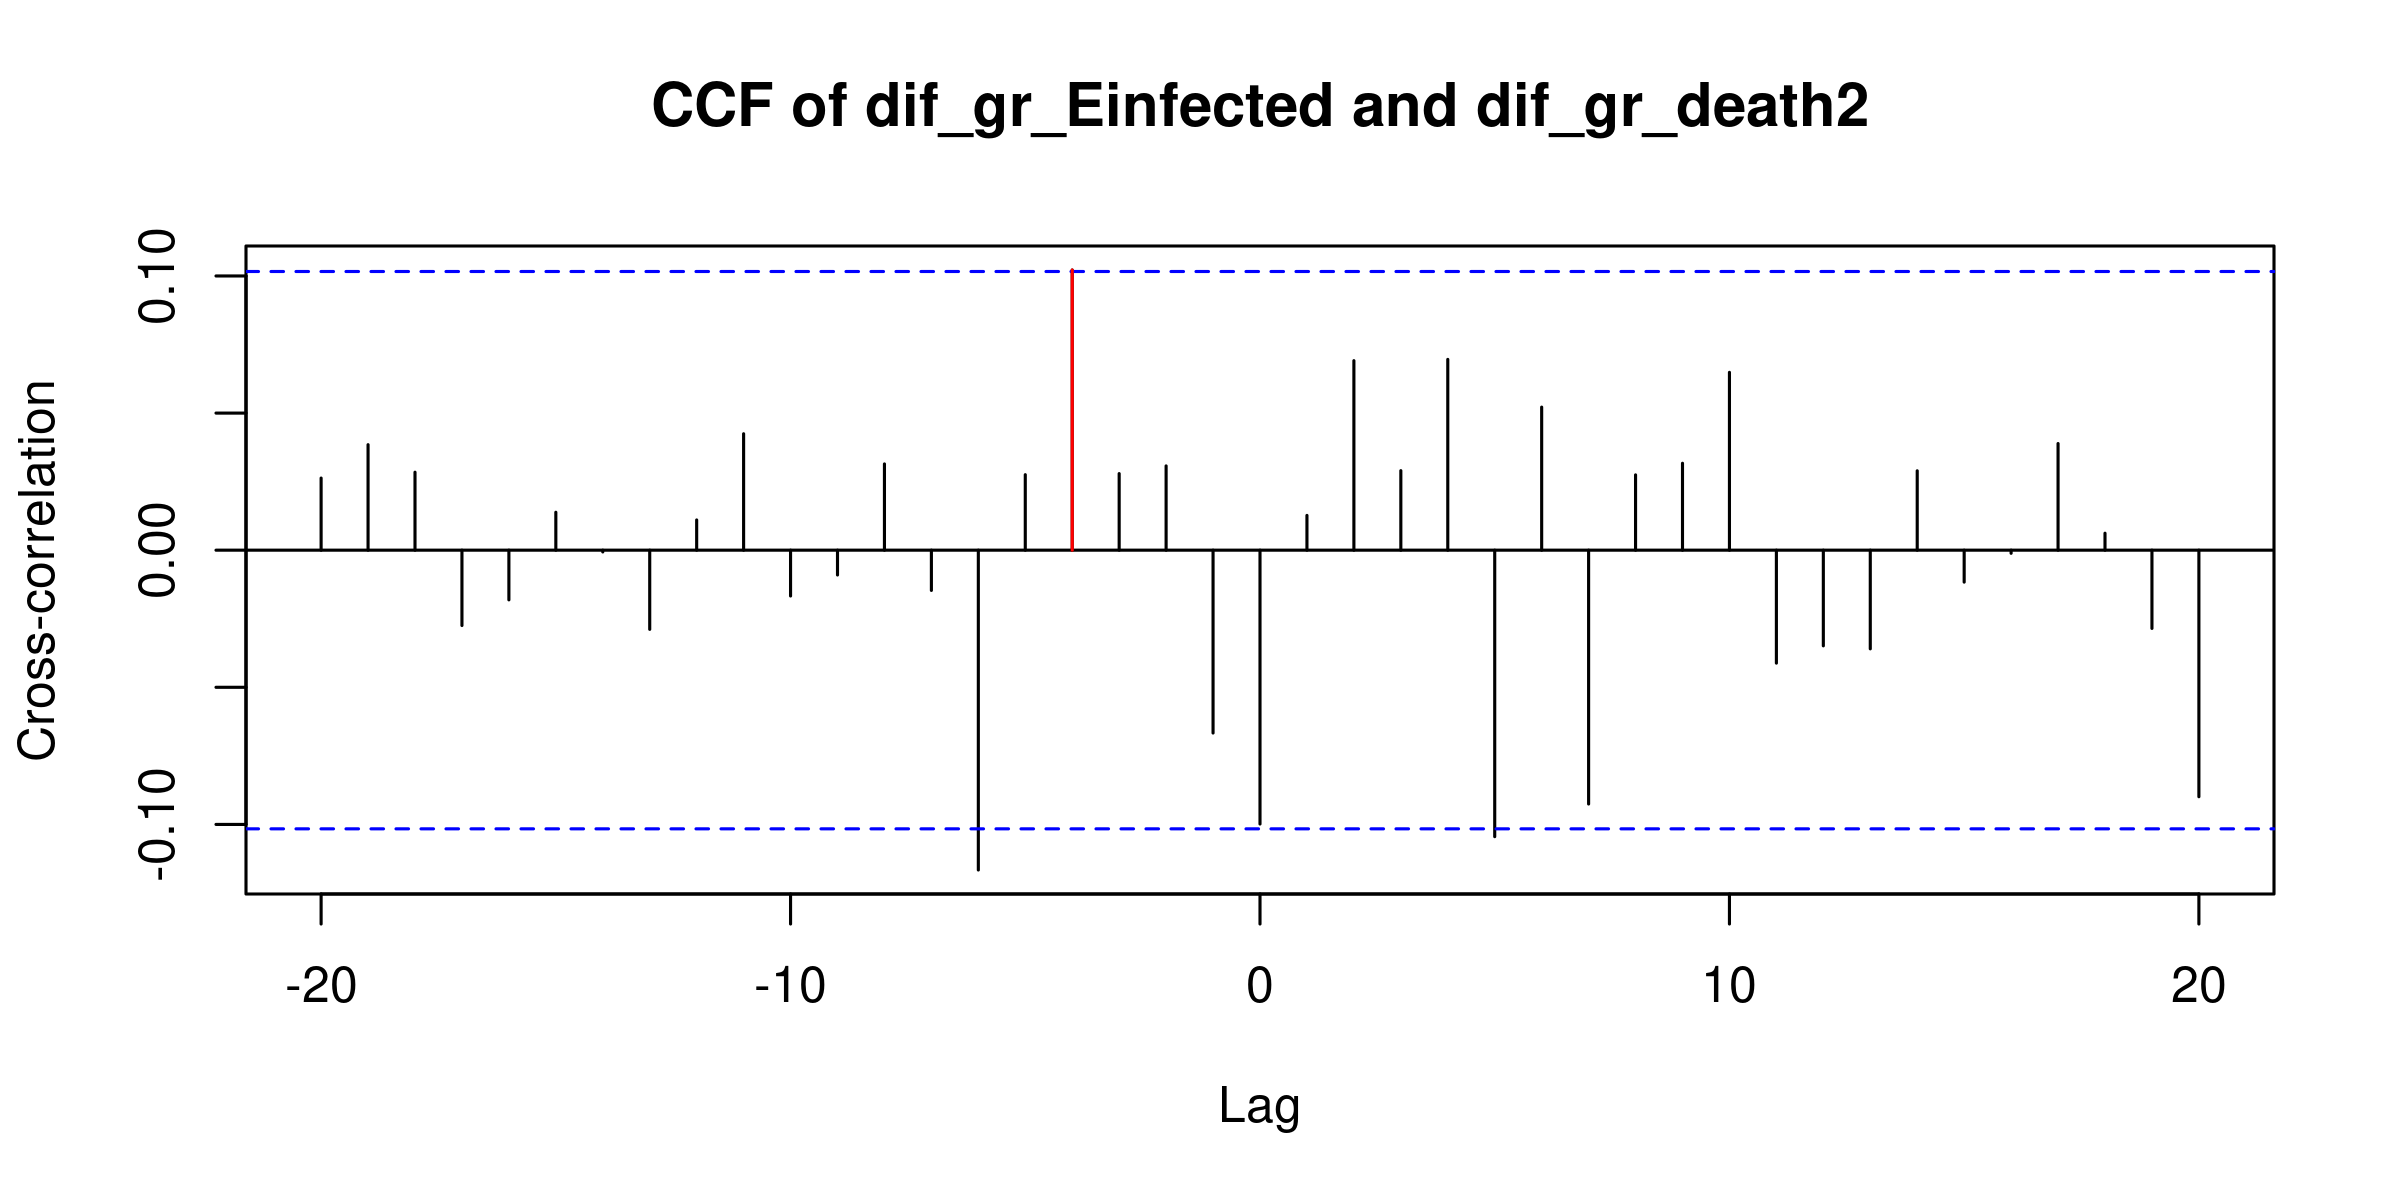 CCF of dif_gr_Einfected and dif_gr_death2
Cross-correlation
0.10
0.00
-0.10
-20 -10 0 10 20
Lag